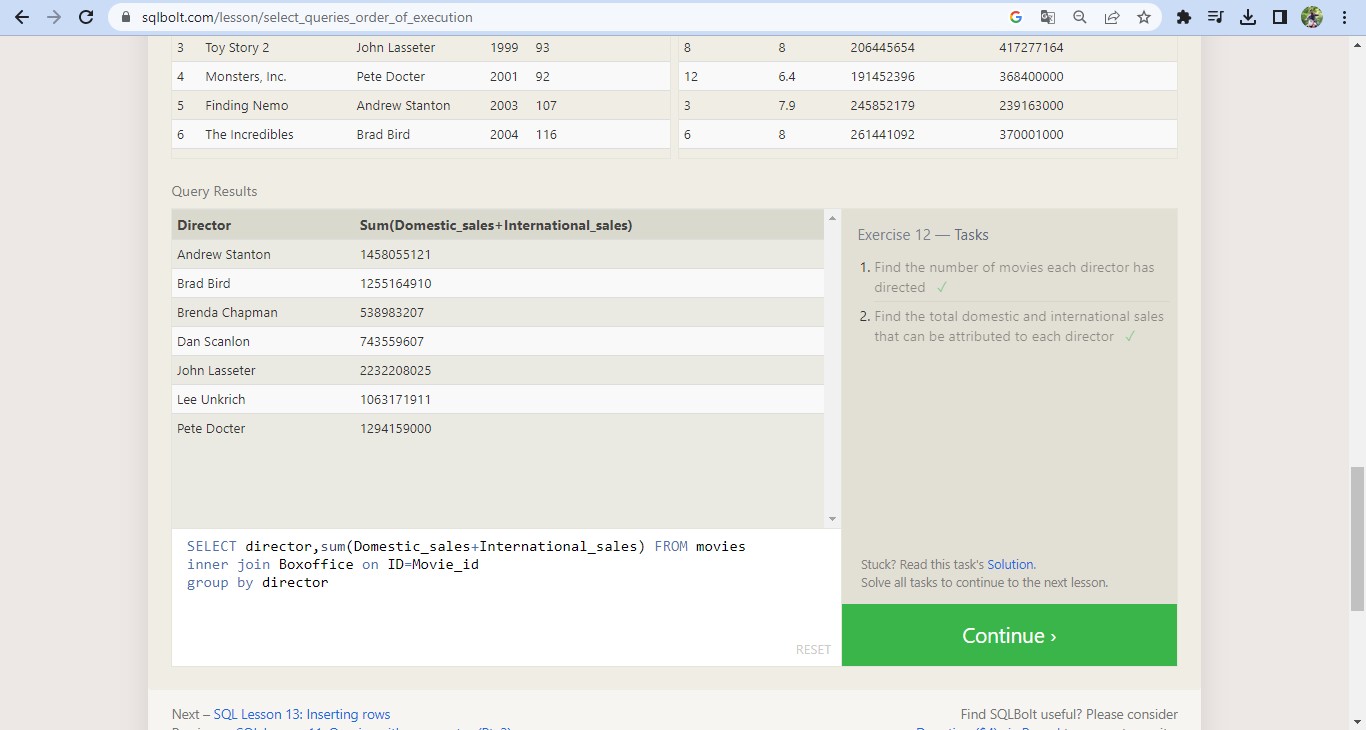 sqlbolt.com/lesson/select_queries_order_of_execution
3 Toy Story 2 John Lasseter 1999 93 8 8 206445654 417277164
4 Monsters, Inc. Pete Docter 2001 92 12 6.4 191452396 368400000
5 Finding Nemo Andrew Stanton 2003 107 3 7.9 245852179 239163000
6 The Incredibles Brad Bird 2004 116 6 8 261441092 370001000
Query Results
Director Sum(Domestic_sales+International_sales)
Andrew Stanton 1458055121
Brad Bird 1255164910
Brenda Chapman 538983207
Dan Scanlon 743559607
John Lasseter 2232208025
Lee Unkrich 1063171911
Pete Docter 1294159000
SELECT director,sum(Domestic_sales+International_sales) FROM movies
inner join Boxoffice on ID=Movie_id
group by director
RESET
Exercise 12 — Tasks
1. Find the number of movies each director has
directed ✓
2. Find the total domestic and international sales
that can be attributed to each director ✓
Stuck? Read this task's Solution.
Solve all tasks to continue to the next lesson.
Continue ›
Next – SQL Lesson 13: Inserting rows
Find SQLBolt useful? Please consider